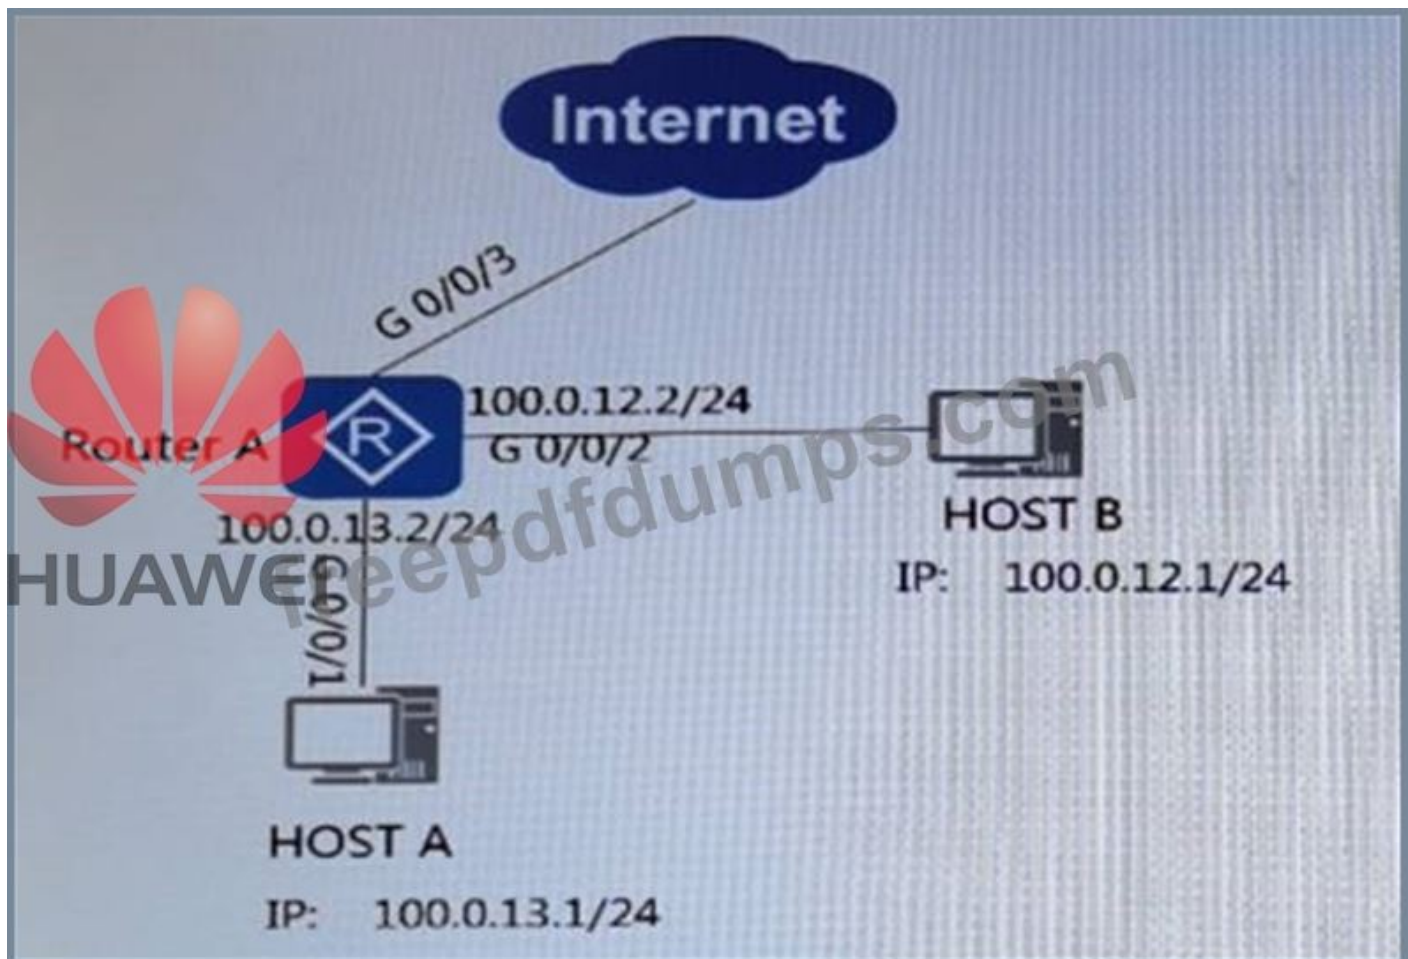 Internet
G 0/0/3
100.0.12.2/24
Router A
G 0/0/2
HOST B
100.0.13.2/24
IP: 100.0.12.1/24
HUAWEI
freepdfdumps.com
G 0/0/1
HOST A
IP: 100.0.13.1/24